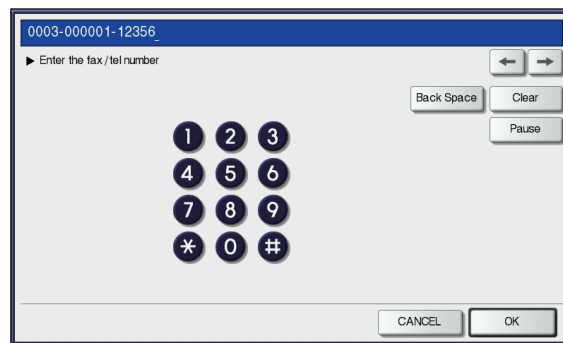 0003-000001-12356_
▶ Enter the fax/tel number
← →
Back Space Clear
Pause
1 2 3
4 5 6
7 8 9
* 0 #
CANCEL OK